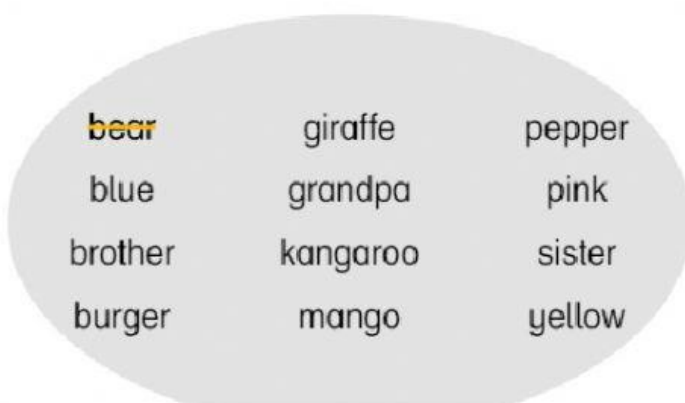 bear giraffe pepper
blue grandpa pink
brother kangaroo sister
burger mango yellow